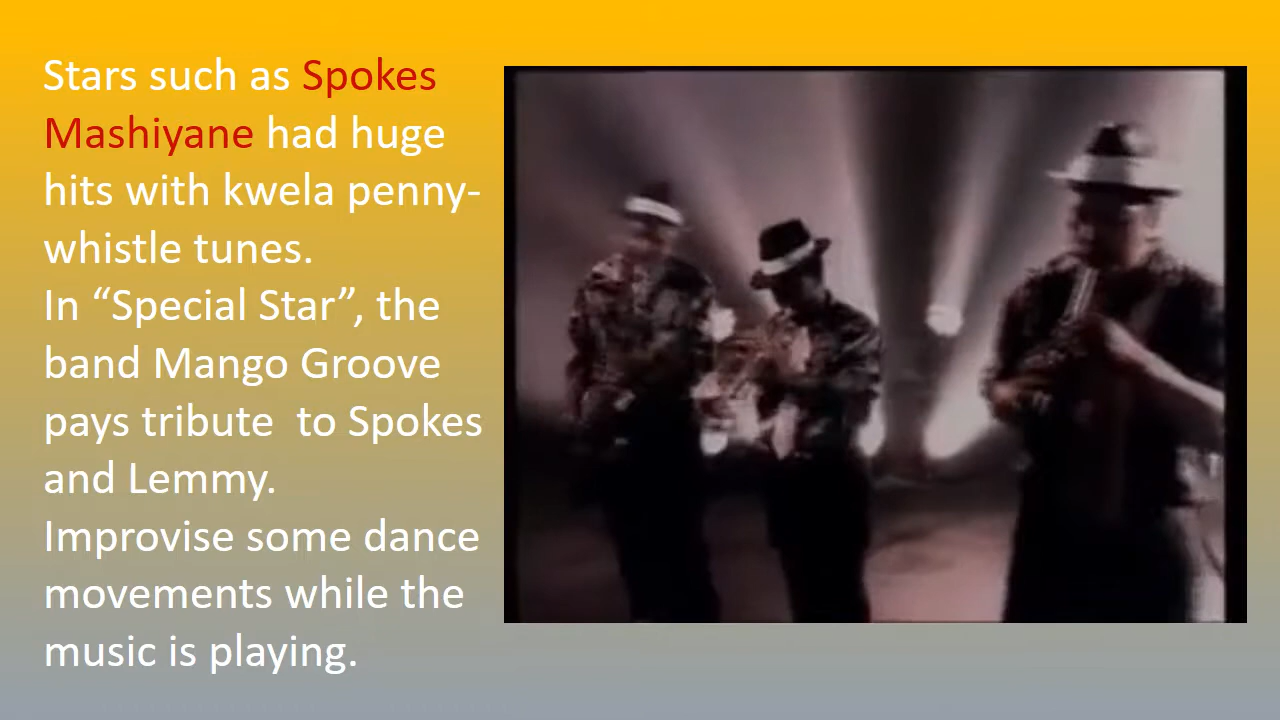 Stars such as Spokes
Mashiyane had huge
hits with kwela penny-
whistle tunes.
In “Special Star”, the
band Mango Groove
pays tribute  to Spokes
and Lemmy.
Improvise some dance
movements while the
music is playing.